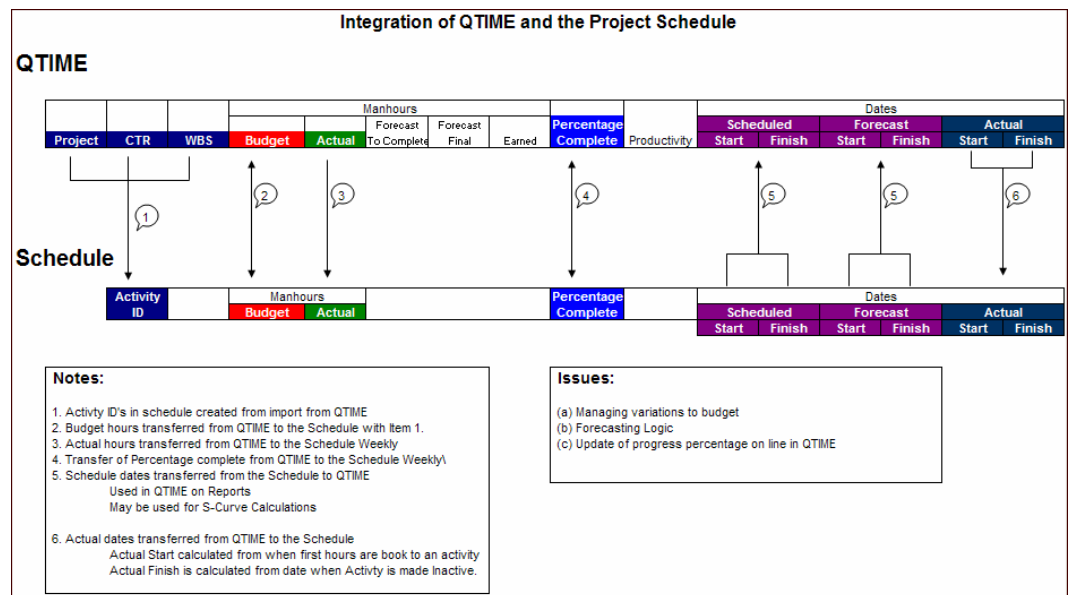 Integration of QTIME and the Project Schedule
QTIME
Manhours
Dates
Forecast
Forecast
Percentage
Scheduled
Forecast
Actual
Project
CTR
WBS
Budget
Actual
To Complete
Final
Earned
Complete
Productivity
Start
Finish
Start
Finish
Start
Finish
2
3
4
5
5
6
1
Schedule
Activity
Manhours
Percentage
Dates
ID
Budget
Actual
Complete
Scheduled
Forecast
Actual
Start
Finish
Start
Finish
Start
Finish
Notes:
1. Activty ID's in schedule created from import from QTIME
2. Budget hours transferred from QTIME to the Schedule with Item 1.
3. Actual hours transferred from QTIME to the Schedule Weekly
4. Transfer of Percentage complete from QTIME to the Schedule Weekly\
5. Schedule dates transferred from the Schedule to QTIME
Used in QTIME on Reports
May be used for S-Curve Calculations
6. Actual dates transferred from QTIME to the Schedule
Actual Start calculated from when first hours are book to an activity
Actual Finish is calculated from date when Activty is made Inactive.
Issues:
(a) Managing variations to budget
(b) Forecasting Logic
(c) Update of progress percentage on line in QTIME